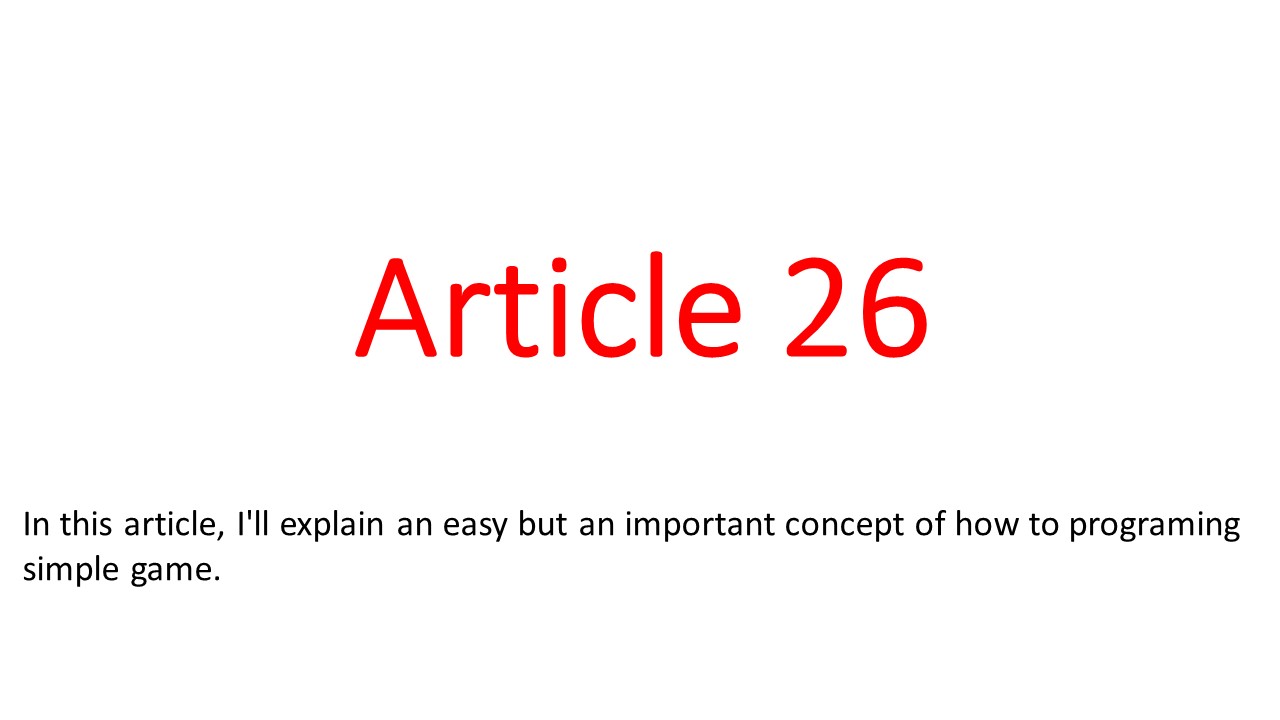 Article 26
In this article, I'll explain an easy but an important concept of how to programing
simple game.